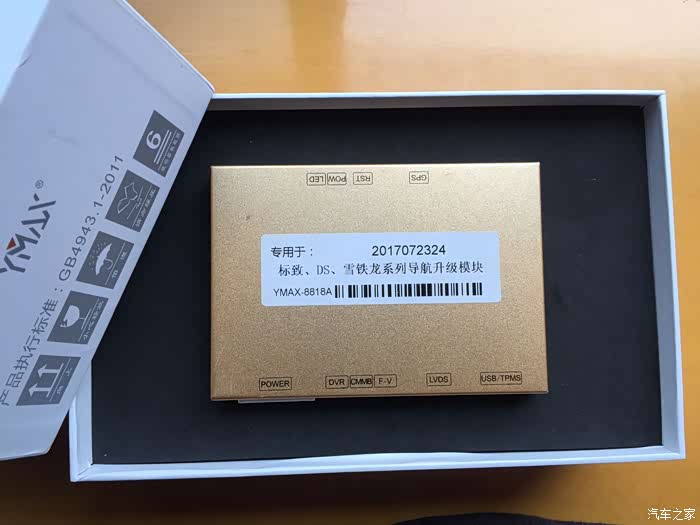 YMAX®
产品执行标准：GB4943.1-2011
6
LED
POW
RST
GPS
专用于： 2017072324
标致、DS、雪铁龙系列导航升级模块
YMAX-8818A
POWER
DVR
CMMB
F-V
LVDS
USB/TPMS
汽车之家